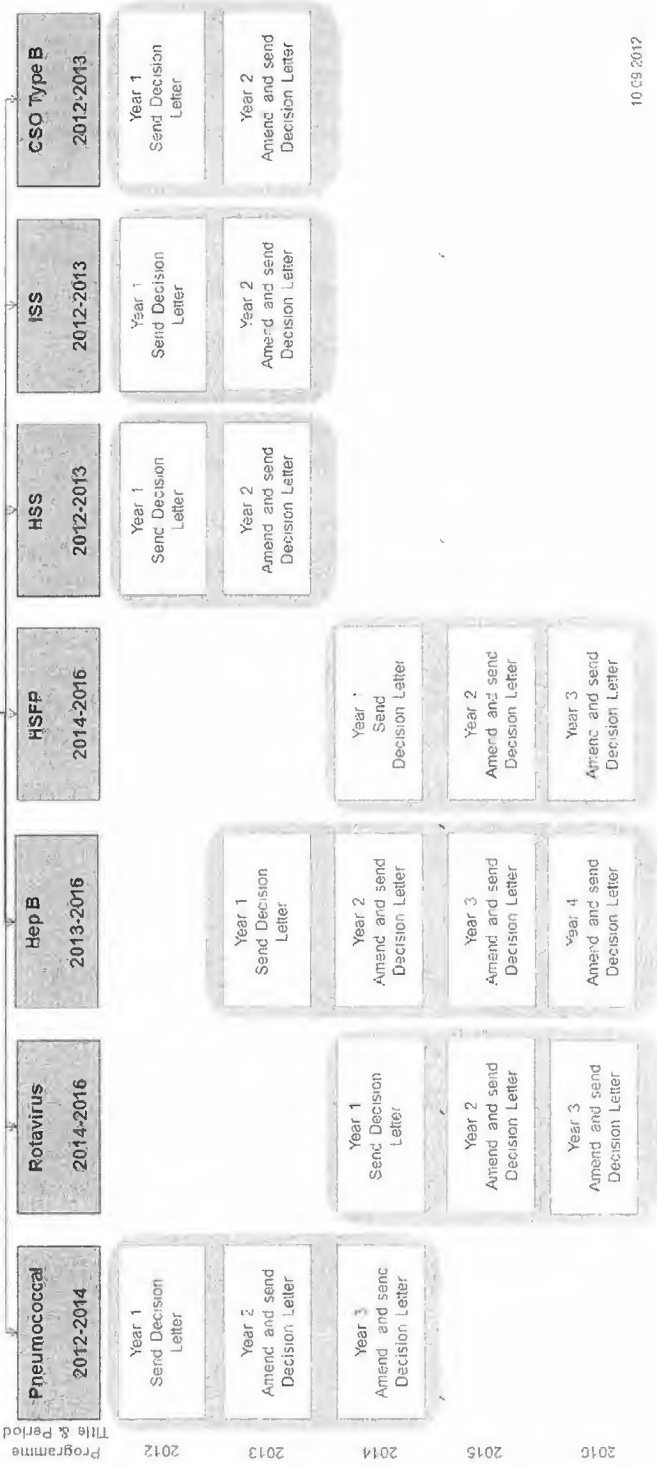 Programme
Title & Period
Pneumococcal
2012-2014
Rotavirus
2014-2016
Hep B
2013-2016
HSFP
2014-2016
HSS
2012-2013
ISS
2012-2013
CSO Type B
2012-2013
2012
Year 1
Send Decision
Letter
Year 1
Send Decision
Letter
Year 1
Send Decision
Letter
Year 1
Send Decision
Letter
2013
Year 2
Amend and send
Decision Letter
Year 1
Send Decision
Letter
Year 2
Amend and send
Decision Letter
Year 2
Amend and send
Decision Letter
Year 2
Amend and send
Decision Letter
2014
Year 3
Amend and send
Decision Letter
Year 1
Send Decision
Letter
Year 2
Amend and send
Decision Letter
Year 1
Send
Decision Letter
2015
Year 2
Amend and send
Decision Letter
Year 3
Amend and send
Decision Letter
Year 2
Amend and send
Decision Letter
2016
Year 3
Amend and send
Decision Letter
Year 4
Amend and send
Decision Letter
Year 3
Amend and send
Decision Letter
10 09 2012